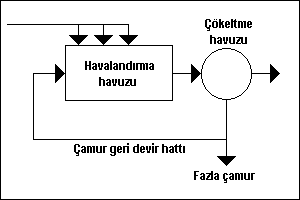 Çökeltme
havuzu
Havalandırma
havuzu
Çamur geri devir hattı
Fazla çamur